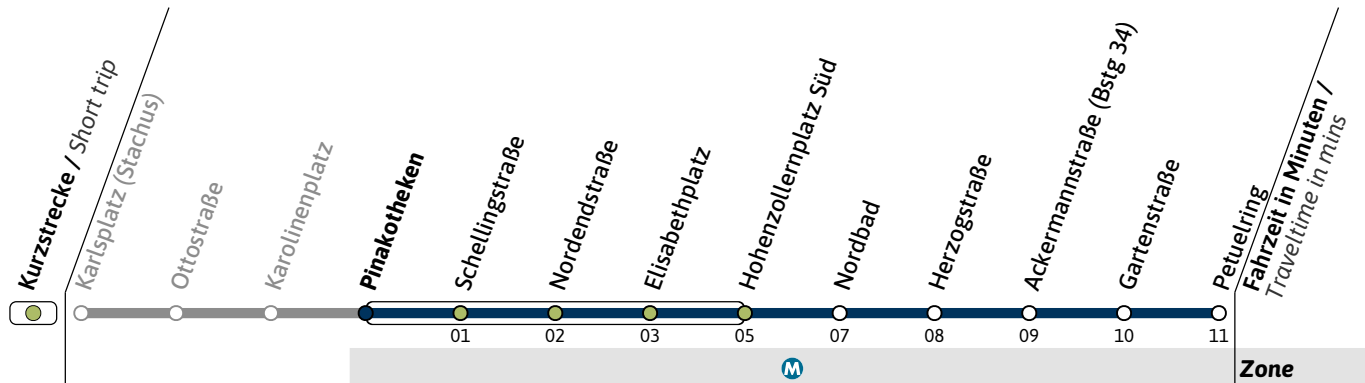 Kurzstrecke / Short trip
Karlsplatz (Stachus)
Ottostraße
Karolinenplatz
Pinakotheken
Schellingstraße
Nordendstraße
Elisabethplatz
Hohenzollernplatz Süd
Nordbad
Herzogstraße
Ackermannstraße (Bstg 34)
Gartenstraße
Petuelring
Fahrzeit in Minuten /
Traveltime in mins
01 02 03 05 07 08 09 10 11
M Zone